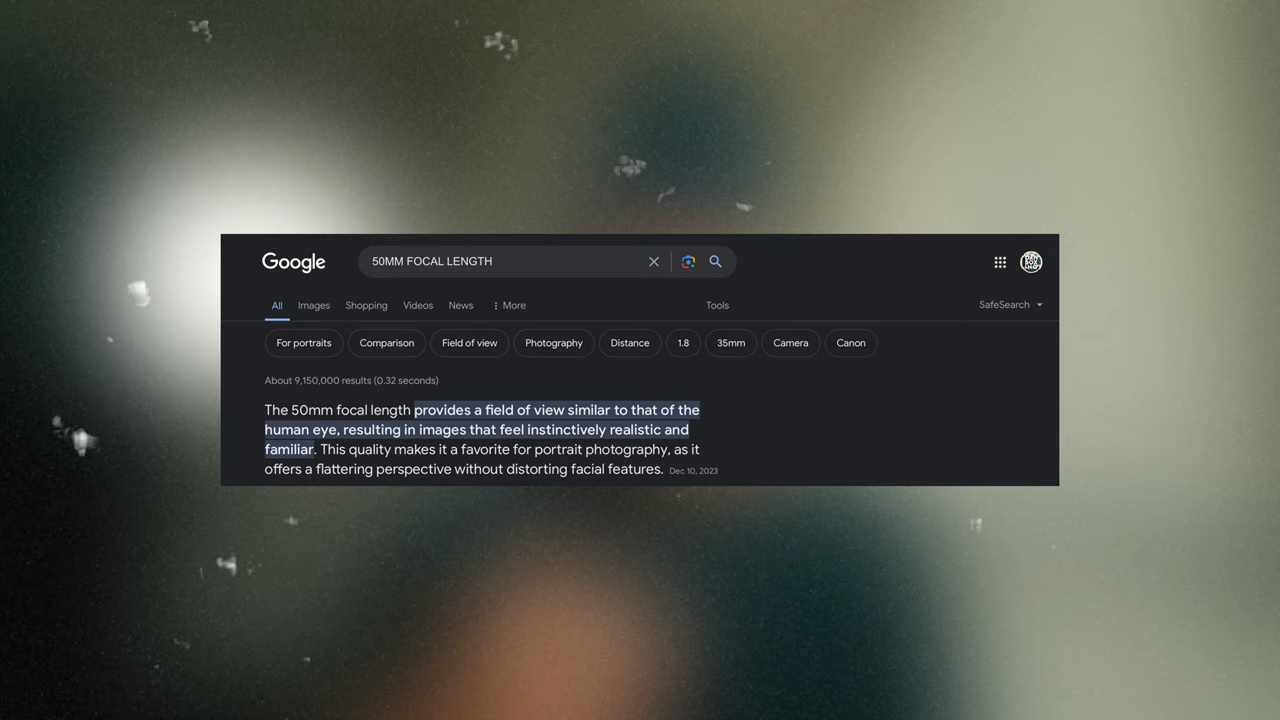 Google
50MM FOCAL LENGTH
All Images Shopping Videos News More Tools SafeSearch
For portraits Comparison Field of view Photography Distance 1.8 35mm Camera Canon
About 9,150,000 results (0.32 seconds)
The 50mm focal length provides a field of view similar to that of the
human eye, resulting in images that feel instinctively realistic and
familiar. This quality makes it a favorite for portrait photography, as it
offers a flattering perspective without distorting facial features. Dec 10, 2023